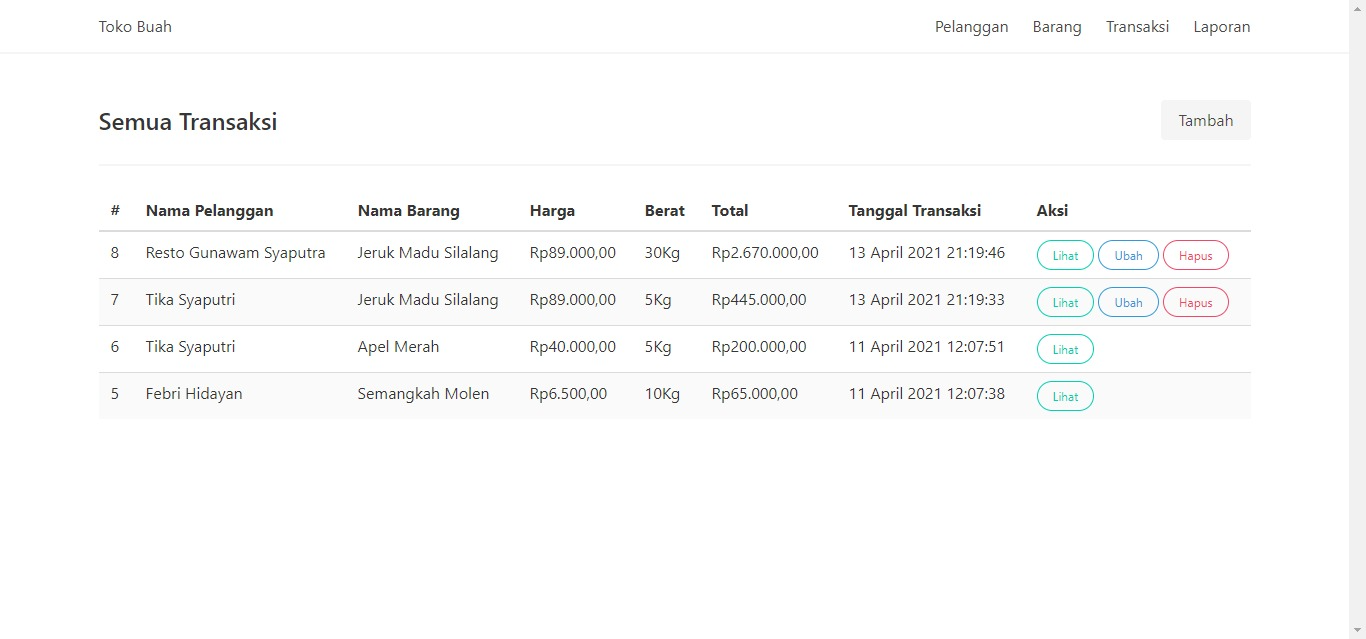 Toko Buah Pelanggan Barang Transaksi Laporan
Semua Transaksi Tambah
# Nama Pelanggan Nama Barang Harga Berat Total Tanggal Transaksi Aksi
8 Resto Gunawam Syaputra Jeruk Madu Silalang Rp89.000,00 30Kg Rp2.670.000,00 13 April 2021 21:19:46 Lihat Ubah Hapus
7 Tika Syaputri Jeruk Madu Silalang Rp89.000,00 5Kg Rp445.000,00 13 April 2021 21:19:33 Lihat Ubah Hapus
6 Tika Syaputri Apel Merah Rp40.000,00 5Kg Rp200.000,00 11 April 2021 12:07:51 Lihat
5 Febri Hidayan Semangkah Molen Rp6.500,00 10Kg Rp65.000,00 11 April 2021 12:07:38 Lihat